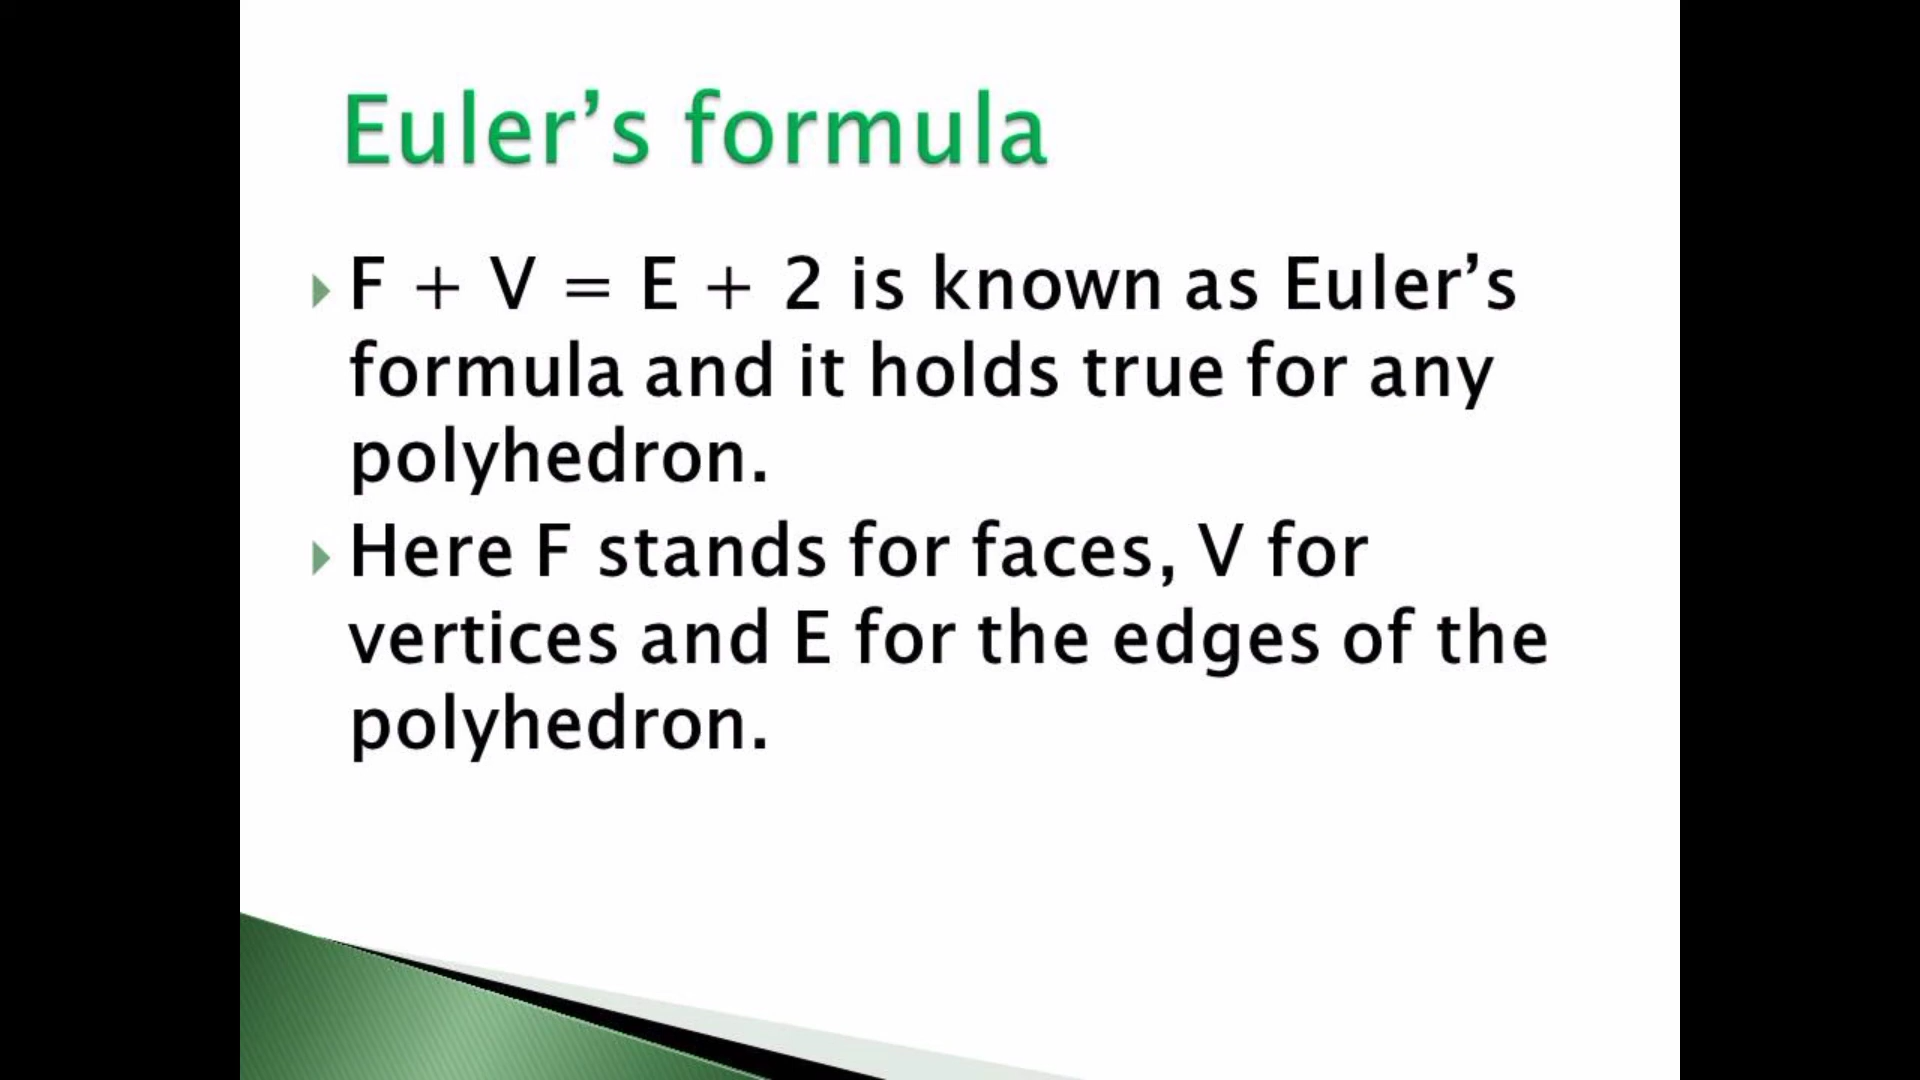 Euler’s formula
F + V = E + 2 is known as Euler’s
formula and it holds true for any
polyhedron.
Here F stands for faces, V for
vertices and E for the edges of the
polyhedron.